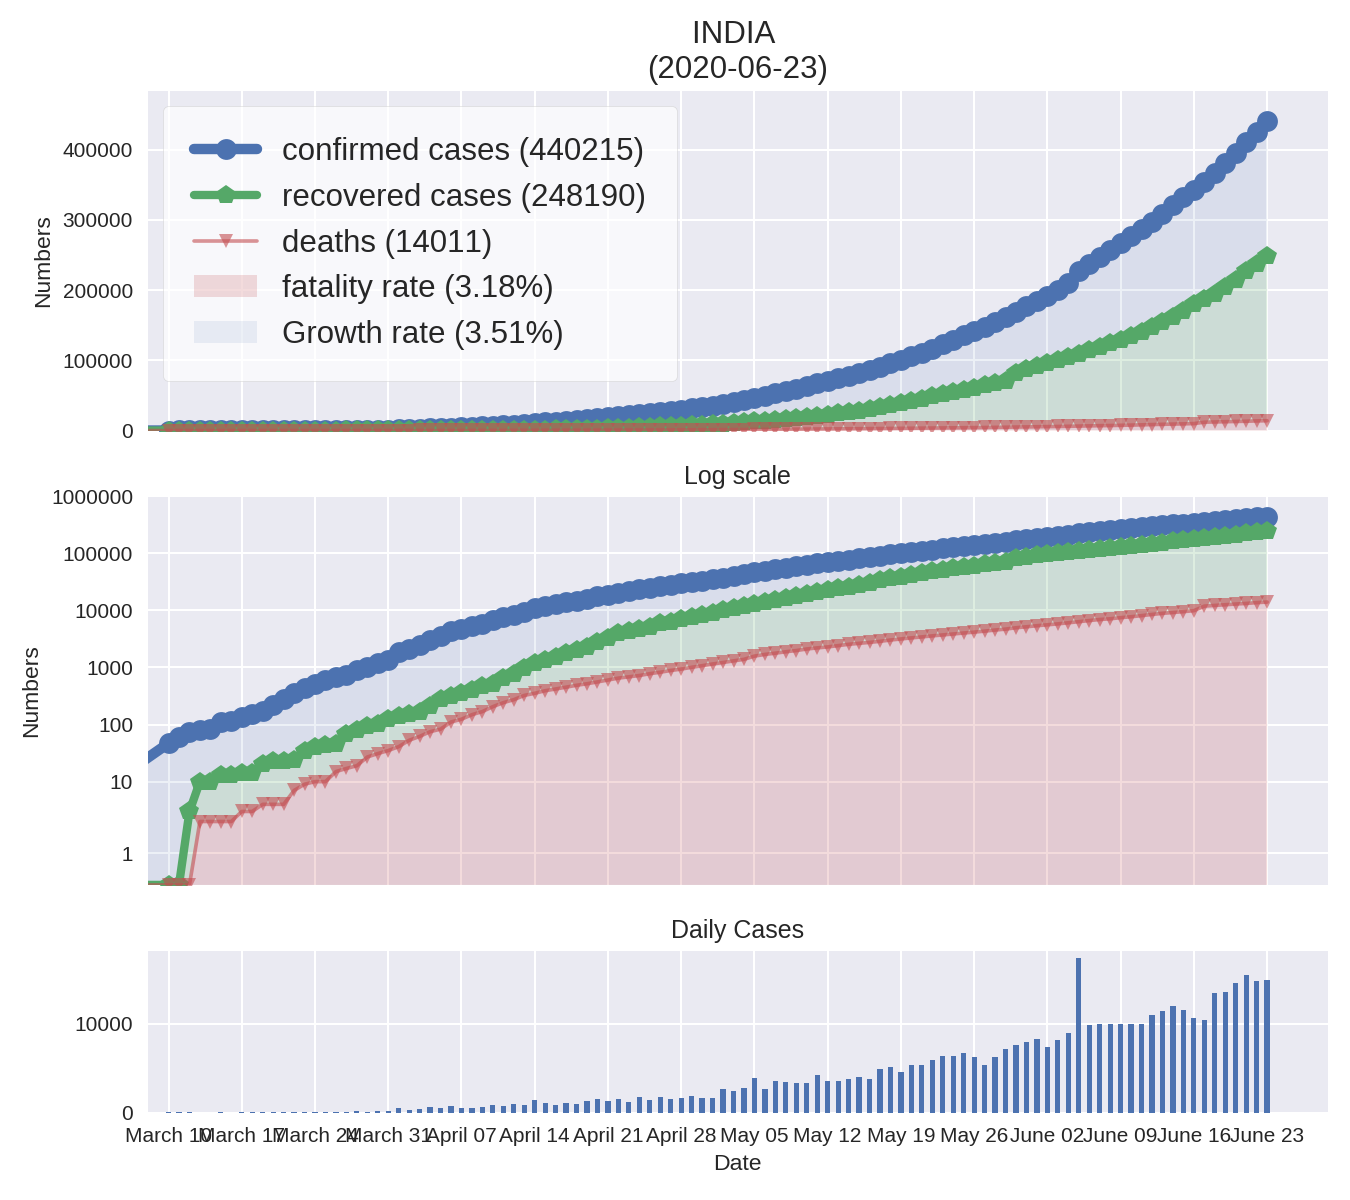 INDIA
(2020-06-23)
confirmed cases (440215)
recovered cases (248190)
deaths (14011)
fatality rate (3.18%)
Growth rate (3.51%)
400000
300000
200000
100000
0
Numbers
Log scale
1000000
100000
10000
1000
100
10
1
Numbers
Daily Cases
10000
0
March 10 March 17 March 24 March 31 April 07 April 14 April 21 April 28 May 05 May 12 May 19 May 26 June 02 June 09 June 16 June 23
Date